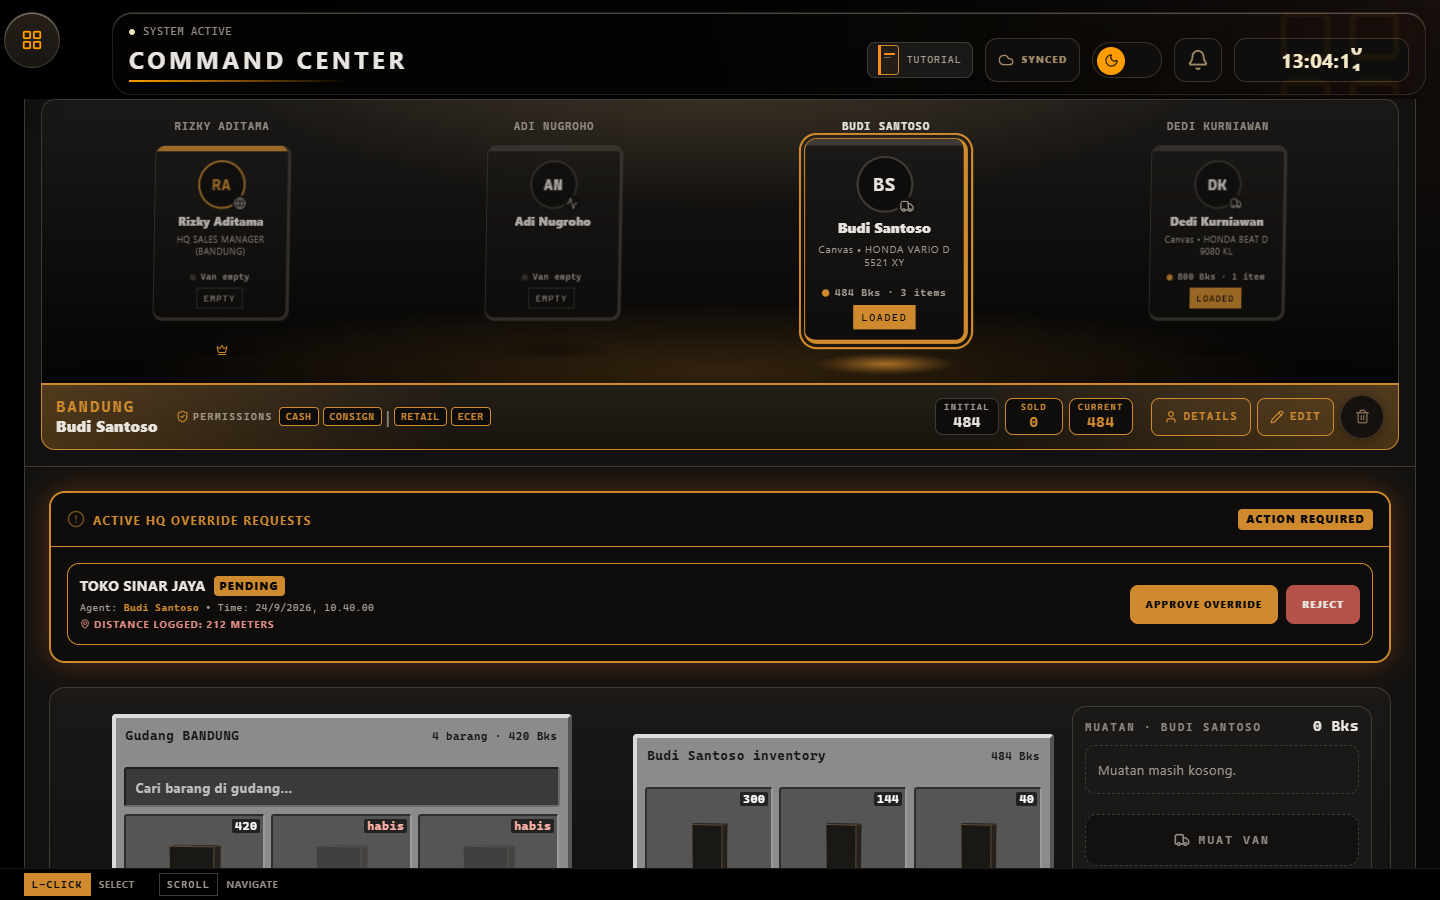 SYSTEM ACTIVE
COMMAND CENTER
TUTORIAL
SYNCED
13:04:1
RIZKY ADITAMA
RA
Rizky Aditama
HQ SALES MANAGER
(BANDUNG)
Van empty
EMPTY
ADI NUGROHO
AN
Adi Nugroho
Van empty
EMPTY
BUDI SANTOSO
BS
Budi Santoso
Canvas • HONDA VARIO D
5521 XY
484 Bks · 3 items
LOADED
DEDI KURNIAWAN
DK
Dedi Kurniawan
Canvas • HONDA BEAT D
9080 KL
800 Bks · 1 item
LOADED
BANDUNG
Budi Santoso
PERMISSIONS CASH CONSIGN | RETAIL ECER
INITIAL
484
SOLD
0
CURRENT
484
DETAILS
EDIT
ACTIVE HQ OVERRIDE REQUESTS
ACTION REQUIRED
TOKO SINAR JAYA PENDING
Agent: Budi Santoso • Time: 24/9/2026, 10.40.00
DISTANCE LOGGED: 212 METERS
APPROVE OVERRIDE
REJECT
Gudang BANDUNG
4 barang · 420 Bks
Cari barang di gudang...
420
habis
habis
Budi Santoso inventory
484 Bks
300
144
40
MUATAN · BUDI SANTOSO
0 Bks
Muatan masih kosong.
MUAT VAN
L-CLICK SELECT SCROLL NAVIGATE